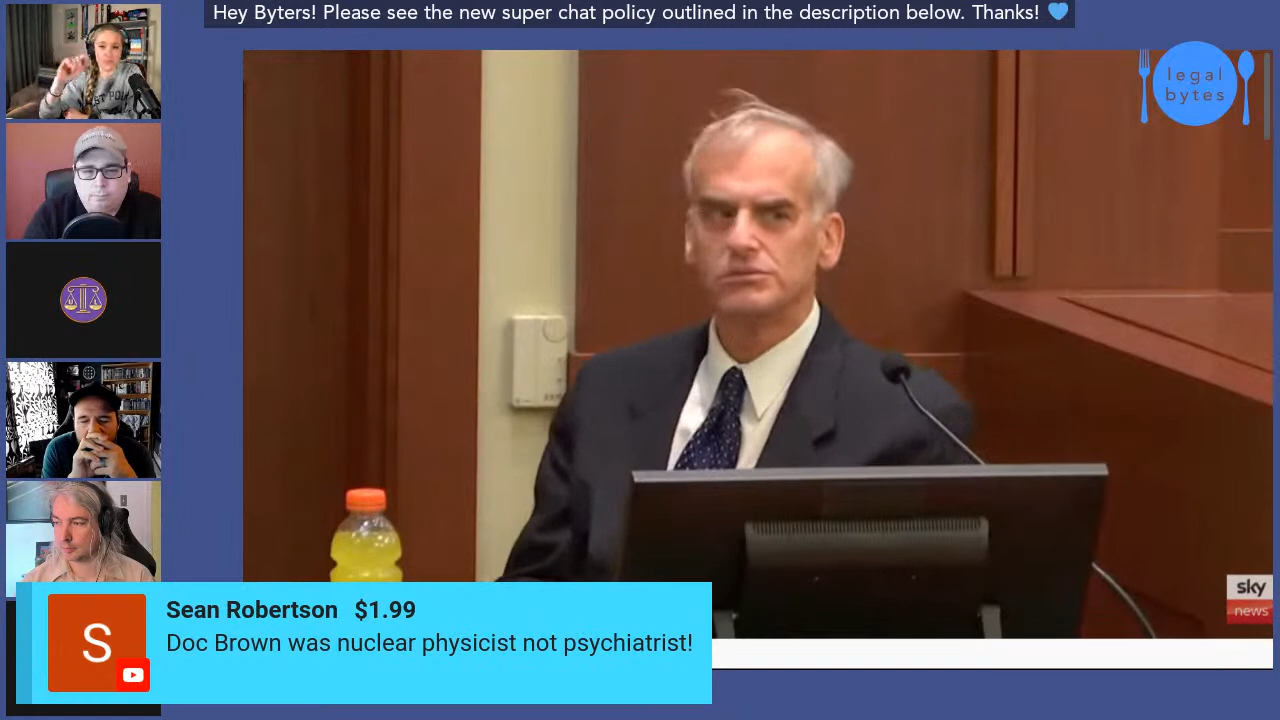 Hey Byters! Please see the new super chat policy outlined in the description below. Thanks! 💙
legal
bytes
sky
news
S
Sean Robertson $1.99
Doc Brown was nuclear physicist not psychiatrist!